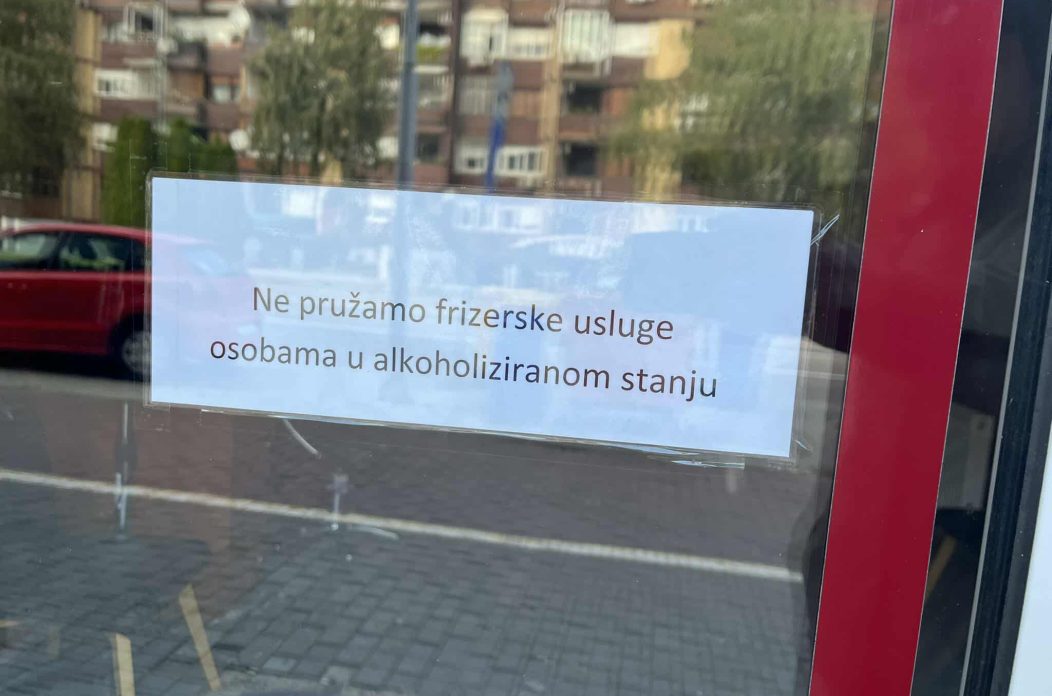 Ne pružamo frizerske usluge
osobama u alkoholiziranom stanju